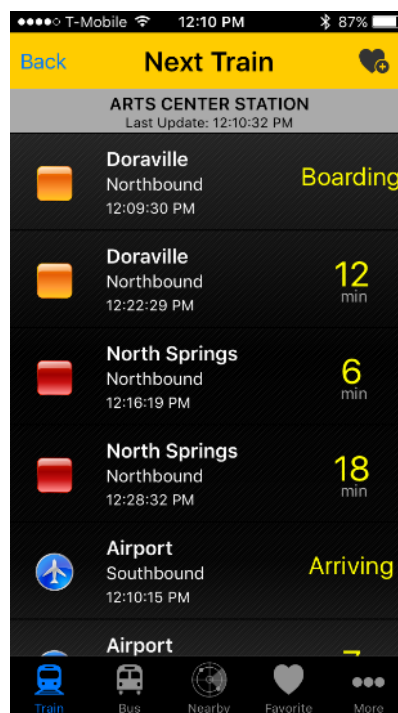 T-Mobile 12:10 PM 87%
Back Next Train
ARTS CENTER STATION
Last Update: 12:10:32 PM
Doraville
Northbound
12:09:30 PM
Boarding
Doraville
Northbound
12:22:29 PM
12
min
North Springs
Northbound
12:16:19 PM
6
min
North Springs
Northbound
12:28:32 PM
18
min
Airport
Southbound
12:10:15 PM
Arriving
Airport
Train Bus Nearby Favorite More